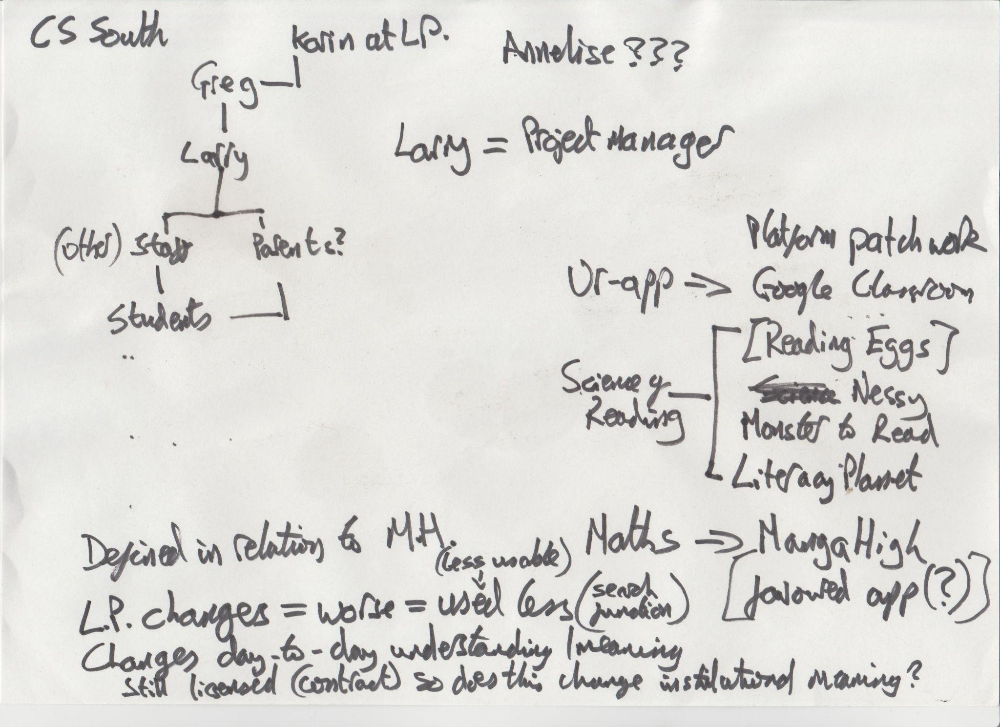 CS South
Karin at L.P.
Annelise ???
Greg
Larry
Larry = Project Manager
(other) Staff
Parents?
Students
Platform patchwork
Ur-app => Google Classroom
[Reading Eggs]
Science of
Reading
Nessy
Monster to Read
Literacy Planet
Defined in relation to M.H.
Maths => MangaHigh
[favoured app (?)]
(less usable)
L.P. changes = worse = used less (search
function)
Changes day-to-day understanding / meaning
Still licensed (contract) so does this change institutional meaning?